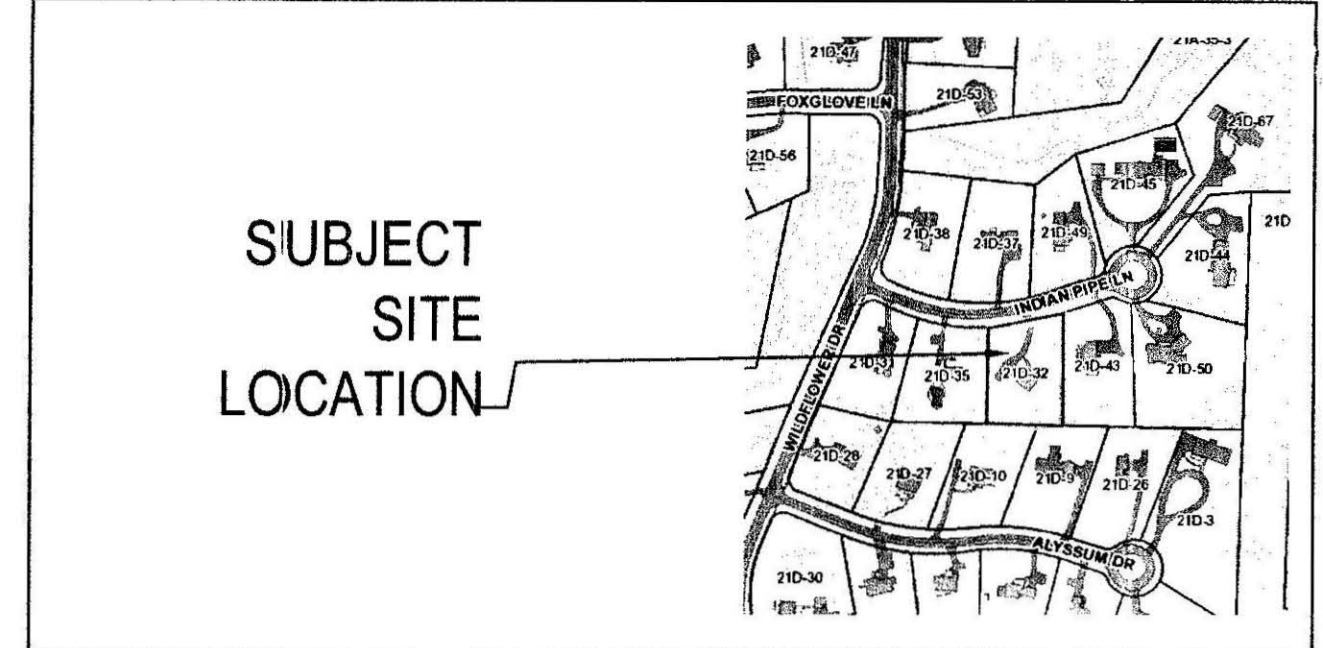 SUBJECT
SITE
LOCATION
21D-47
21A-35-3
FOXGLOVE LN
21D-53
21D-67
21D-56
21D-45
21D-38
21D-37
21D-49
21D
21D-44
INDIAN PIPE LN
WILDFLOWER DR
21D-35
21D-32
21D-43
21D-50
21D-28
21D-27
21D-10
21D-9
21D-26
21D-3
ALYSSUM DR
21D-30